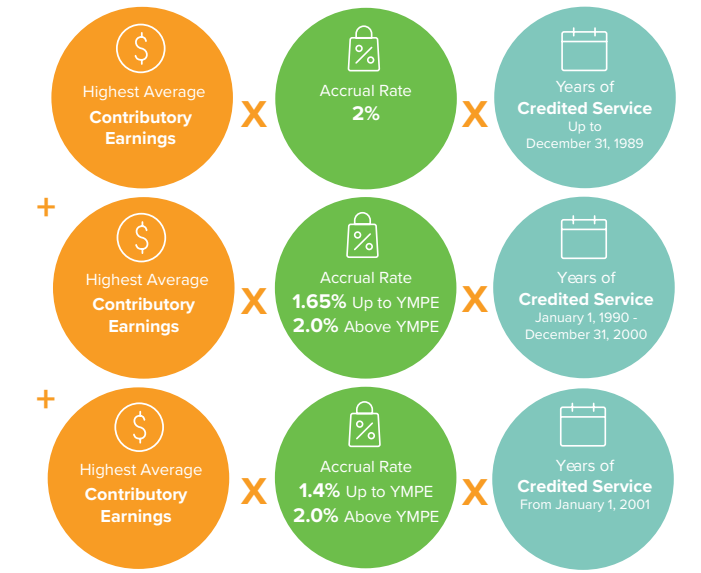 Highest Average
Contributory
Earnings
X
Accrual Rate
2%
X
Years of
Credited Service
Up to
December 31, 1989
+
Highest Average
Contributory
Earnings
X
Accrual Rate
1.65% Up to YMPE
2.0% Above YMPE
X
Years of
Credited Service
January 1, 1990 -
December 31, 2000
+
Highest Average
Contributory
Earnings
X
Accrual Rate
1.4% Up to YMPE
2.0% Above YMPE
X
Years of
Credited Service
From January 1, 2001